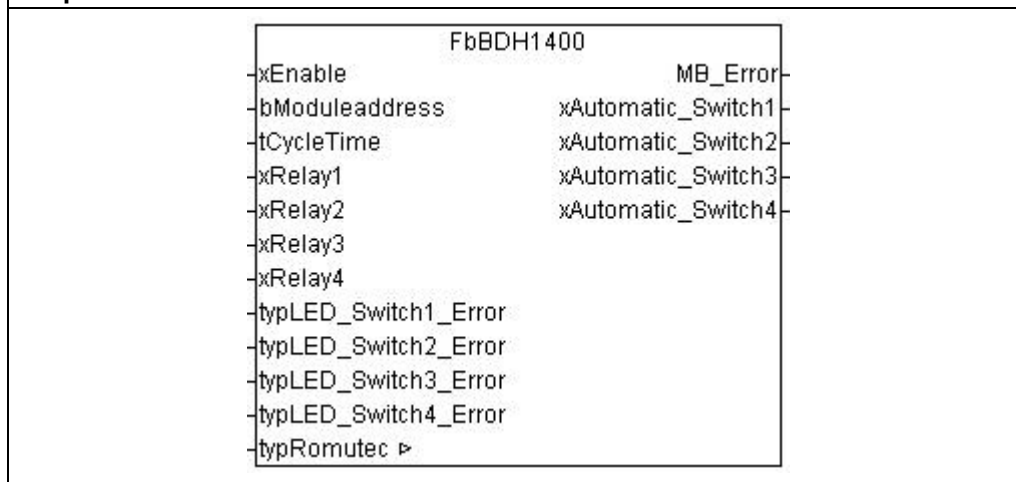 FbBDH1400
xEnable MB_Error
bModuleaddress xAutomatic_Switch1
tCycleTime xAutomatic_Switch2
xRelay1 xAutomatic_Switch3
xRelay2 xAutomatic_Switch4
xRelay3
xRelay4
typLED_Switch1_Error
typLED_Switch2_Error
typLED_Switch3_Error
typLED_Switch4_Error
typRomutec ▹